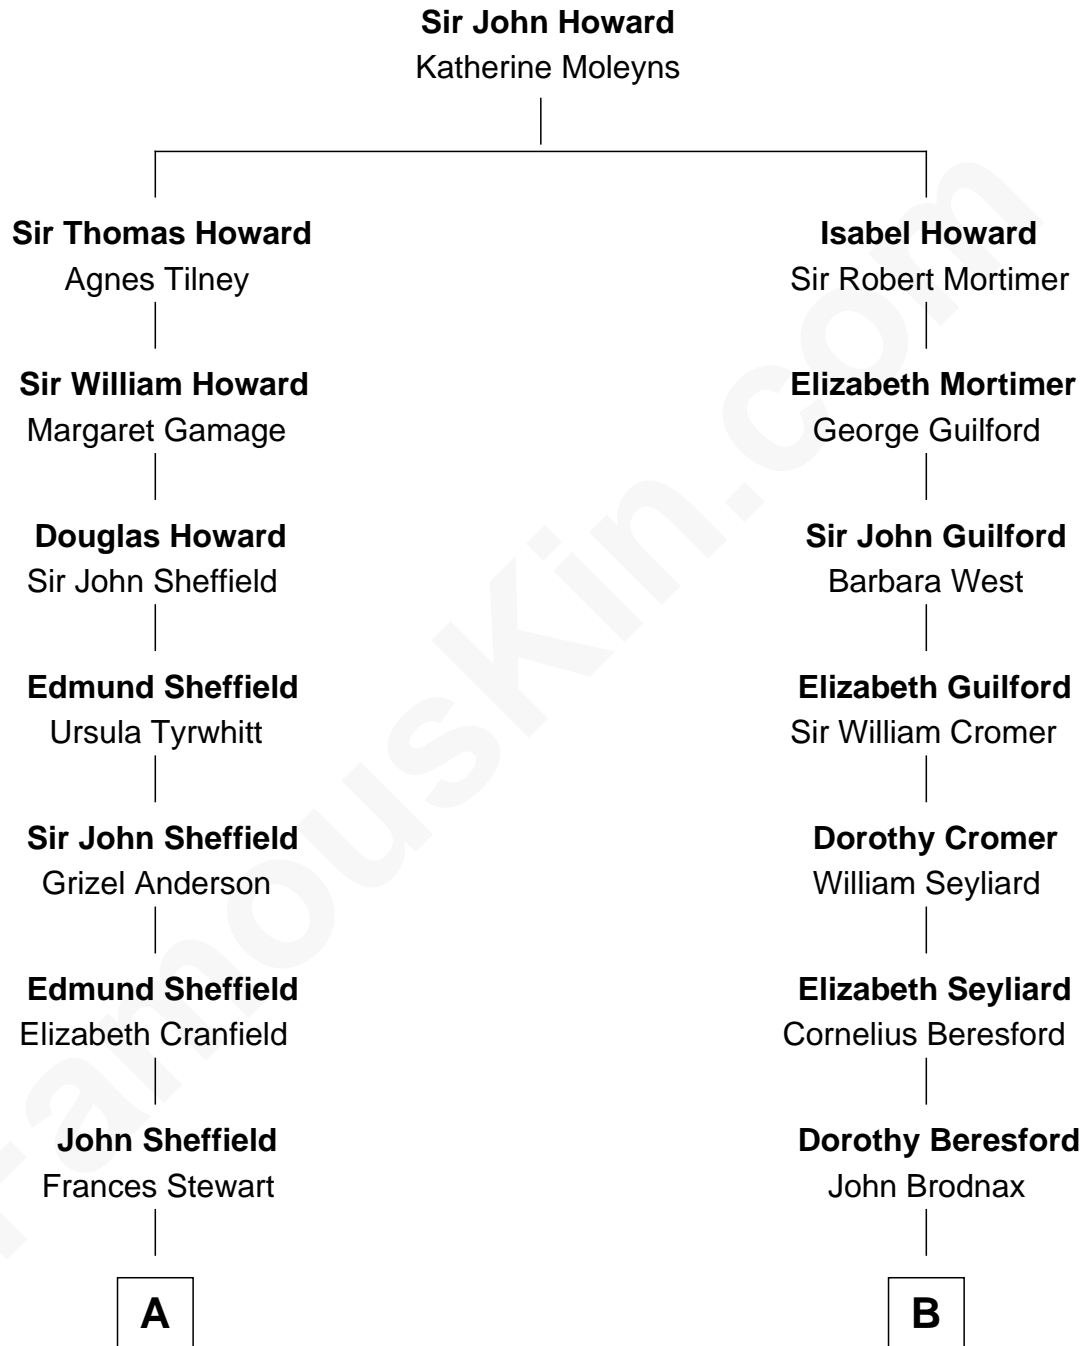 Sir John Howard
Katherine Moleyns
Sir Thomas Howard
Agnes Tilney
Isabel Howard
Sir Robert Mortimer
Sir William Howard
Margaret Gamage
Elizabeth Mortimer
George Guilford
Douglas Howard
Sir John Sheffield
Sir John Guilford
Barbara West
Edmund Sheffield
Ursula Tyrwhitt
Elizabeth Guilford
Sir William Cromer
Sir John Sheffield
Grizel Anderson
Dorothy Cromer
William Seyliard
Edmund Sheffield
Elizabeth Cranfield
Elizabeth Seyliard
Cornelius Beresford
John Sheffield
Frances Stewart
Dorothy Beresford
John Brodnax
A
B
FamousKin.com